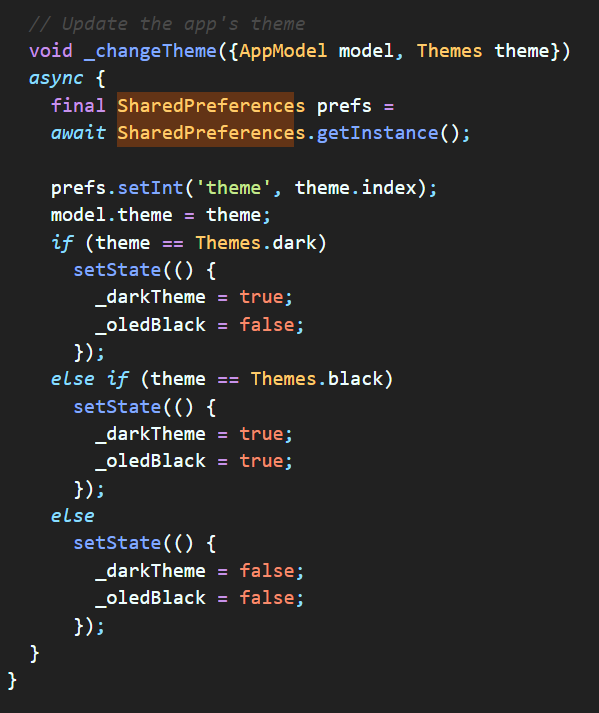 // Update the app's theme
void _changeTheme({AppModel model, Themes theme})
async {
final SharedPreferences prefs =
await SharedPreferences.getInstance();
prefs.setInt('theme', theme.index);
model.theme = theme;
if (theme == Themes.dark)
setState(() {
_darkTheme = true;
_oledBlack = false;
});
else if (theme == Themes.black)
setState(() {
_darkTheme = true;
_oledBlack = true;
});
else
setState(() {
_darkTheme = false;
_oledBlack = false;
});
}
}